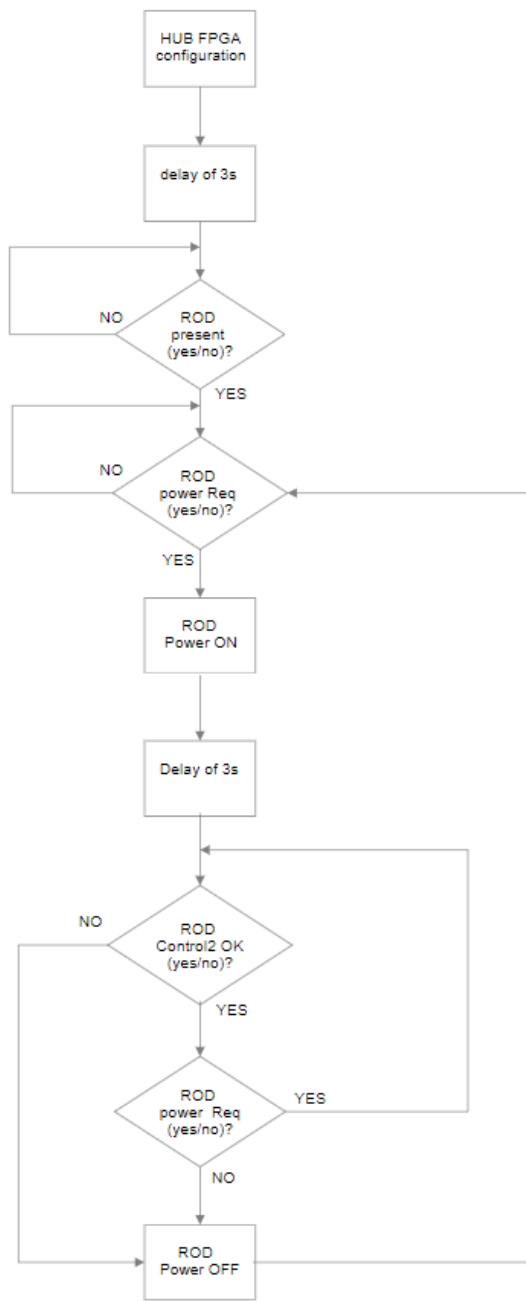 HUB FPGA
configuration
delay of 3s
NO
ROD
present
(yes/no)?
YES
NO
ROD
power Req
(yes/no)?
YES
ROD
Power ON
Delay of 3s
NO
ROD
Control2 OK
(yes/no)?
YES
ROD
power Req
(yes/no)?
YES
NO
ROD
Power OFF